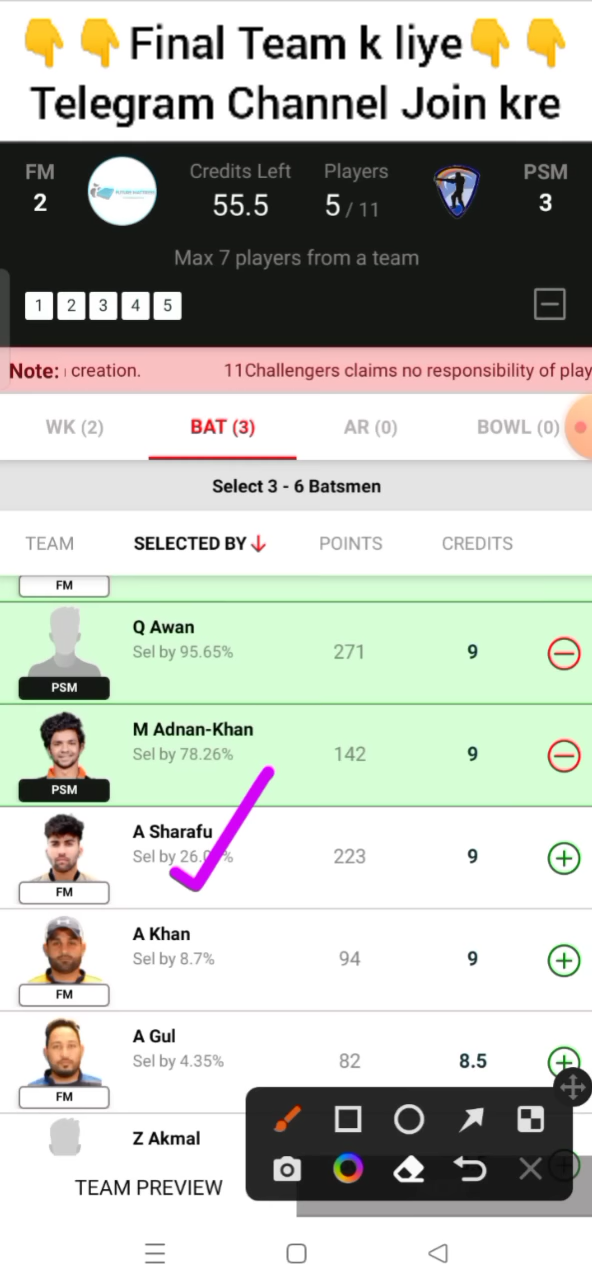 👇👇Final Team k liye👇👇
Telegram Channel Join kre
FM Credits Left Players PSM
2 55.5 5 / 11 3
Max 7 players from a team
1 2 3 4 5
Note: creation. 11Challengers claims no responsibility of play
WK (2) BAT (3) AR (0) BOWL (0)
Select 3 - 6 Batsmen
TEAM SELECTED BY POINTS CREDITS
FM
Q Awan
Sel by 95.65% 271 9
PSM
M Adnan-Khan
Sel by 78.26% 142 9
PSM
A Sharafu
Sel by 223 9
FM
A Khan
Sel by 8.7% 94 9
FM
A Gul
Sel by 4.35% 82 8.5
FM
Z Akmal
TEAM PREVIEW